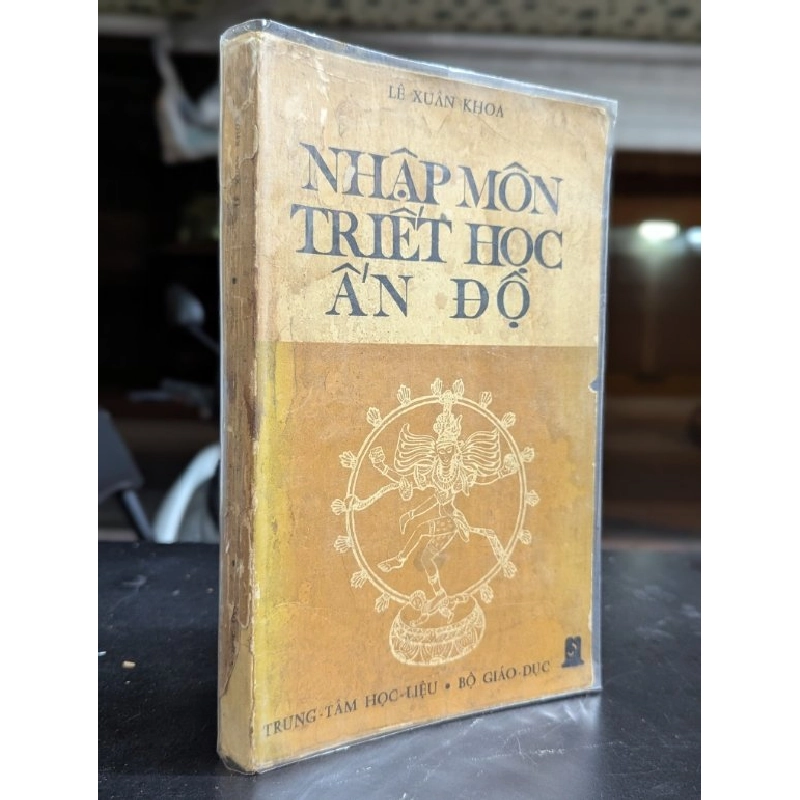 LÊ XUÂN KHOA
NHẬP MÔN
TRIẾT HỌC
ẤN ĐỘ
TRUNG-TÂM HỌC-LIỆU • BỘ GIÁO-DỤC